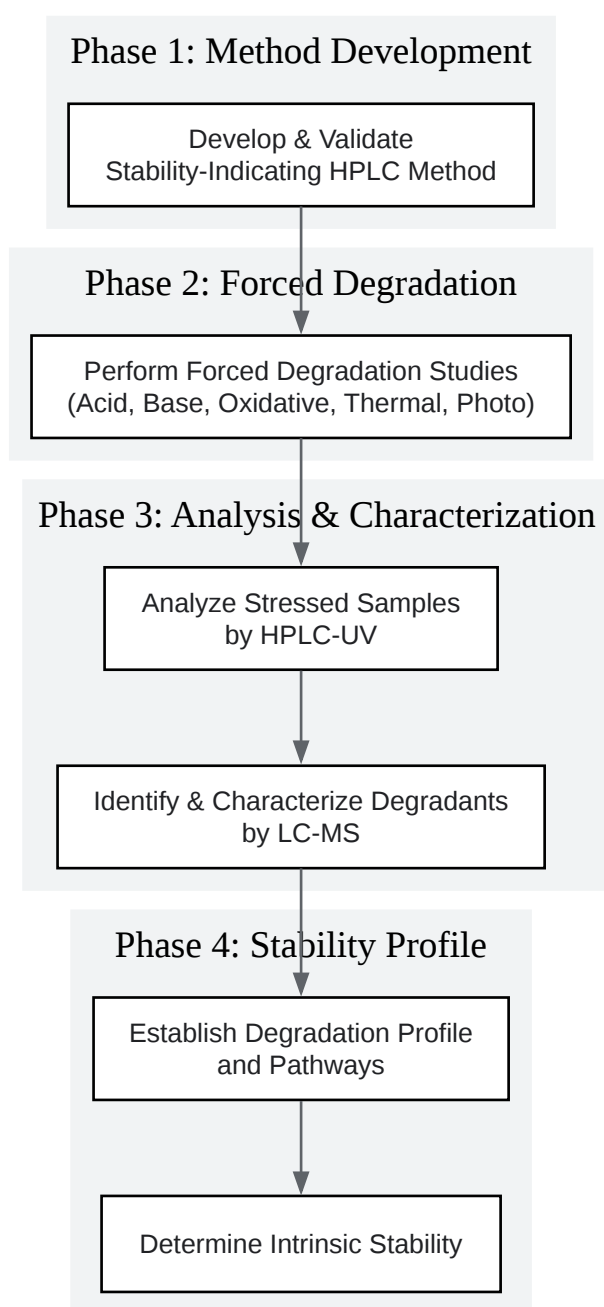 Phase 1: Method Development
Develop & Validate
Stability-Indicating HPLC Method
Phase 2: Forced Degradation
Perform Forced Degradation Studies
(Acid, Base, Oxidative, Thermal, Photo)
Phase 3: Analysis & Characterization
Analyze Stressed Samples
by HPLC-UV
Identify & Characterize Degradants
by LC-MS
Phase 4: Stability Profile
Establish Degradation Profile
and Pathways
Determine Intrinsic Stability